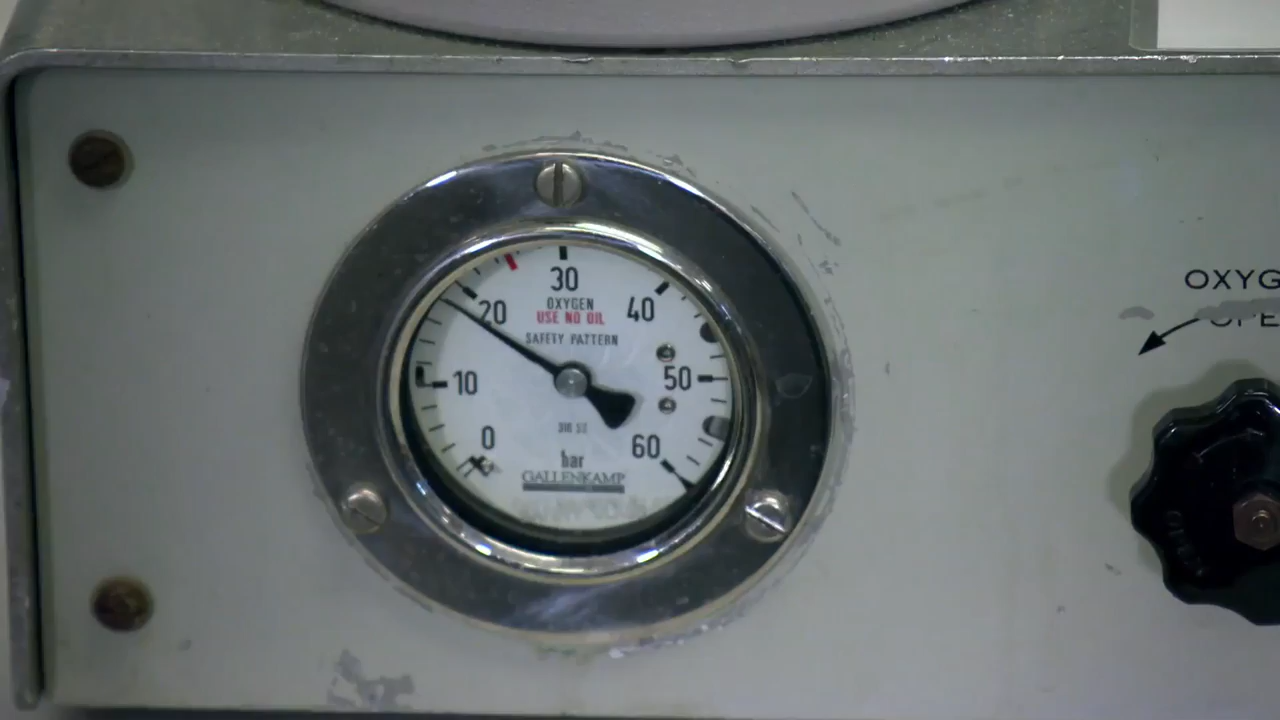 OXYG
30
20
OXYGEN
40
USE NO OIL
SAFETY PATTERN
10
50
0
60
bar
GALLENKAMP